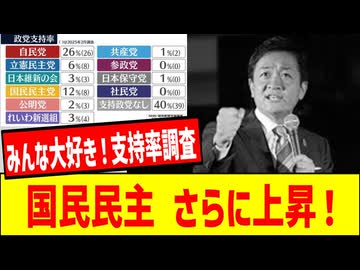 政党支持率
自民党 26%(26) 共産党 1%(2)
立憲民主党 6%(8) 参政党 0%(0)
日本維新の会 3%(3) 日本保守党 1%(0)
国民民主党 12%(8) 社民党 0%(0)
公明党 2%(3) 支持政党なし 40%(39)
れいわ新選組 3%(4)
みんな大好き!支持率調査
国民民主 さらに上昇!